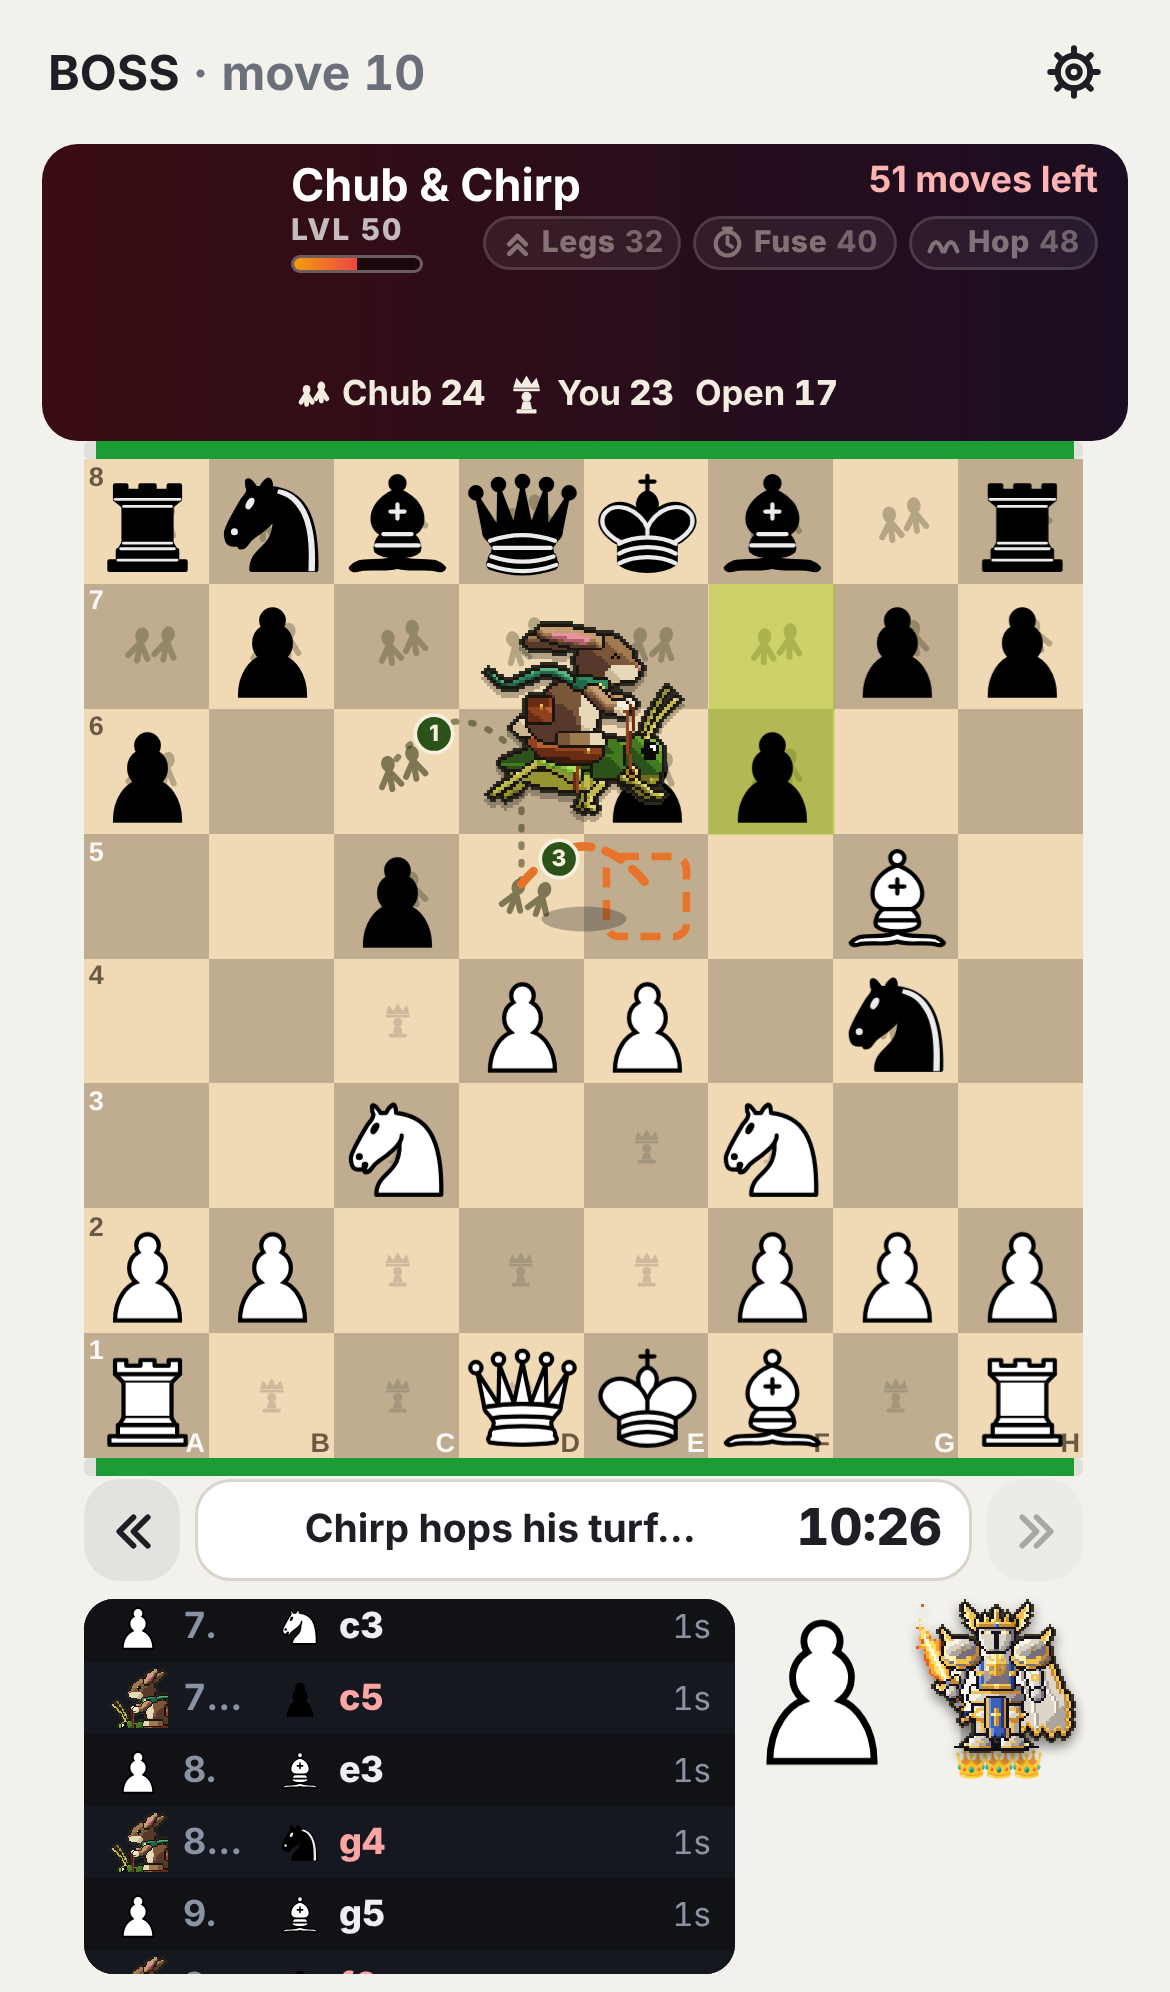 BOSS · move 10
Chub & Chirp
51 moves left
LVL 50
Legs 32
Fuse 40
Hop 48
Chub 24 You 23 Open 17
8
7
6
1
5
3
4
3
2
1
A B C D E F G H
Chirp hops his turf... 10:26
7. c3 1s
7... c5 1s
8. e3 1s
8... g4 1s
9. g5 1s